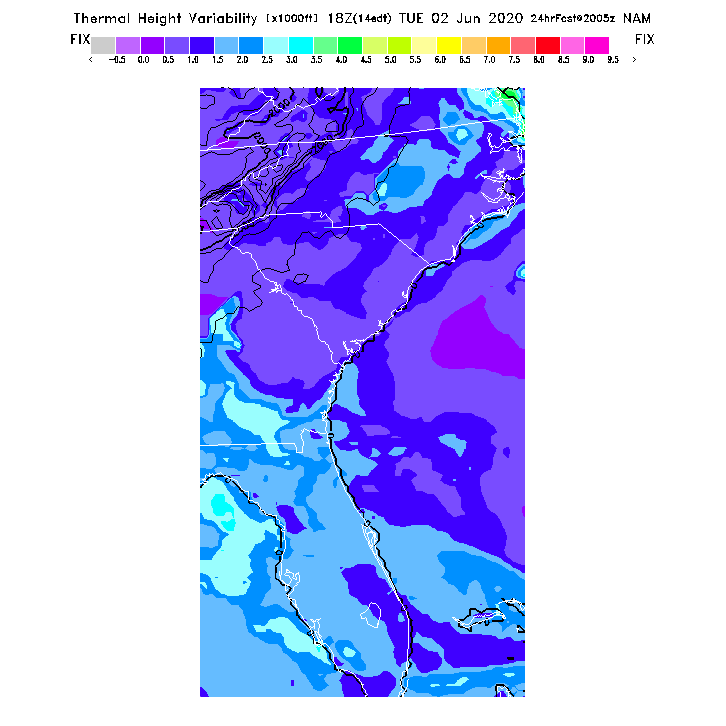 Thermal Height Variability [x1000ft] 18Z(14edt) TUE 02 Jun 2020 24hrFcst@2005z NAM
FIX FIX
< -0.5 0.0 0.5 1.0 1.5 2.0 2.5 3.0 3.5 4.0 4.5 5.0 5.5 6.0 6.5 7.0 7.5 8.0 8.5 9.0 9.5 >